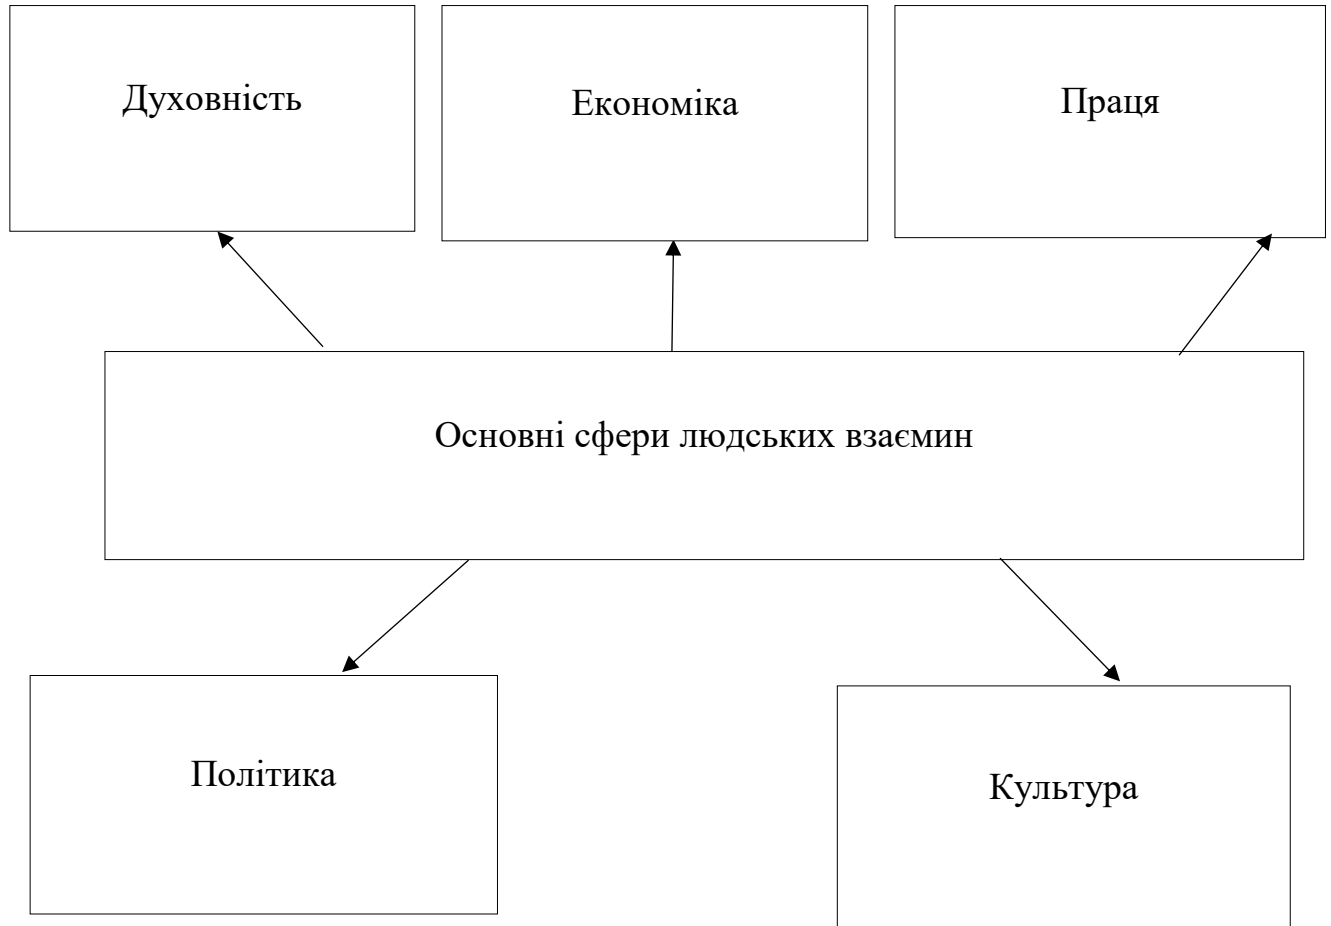 Духовність
Економіка
Праця
Основні сфери людських взаємин
Політика
Культура